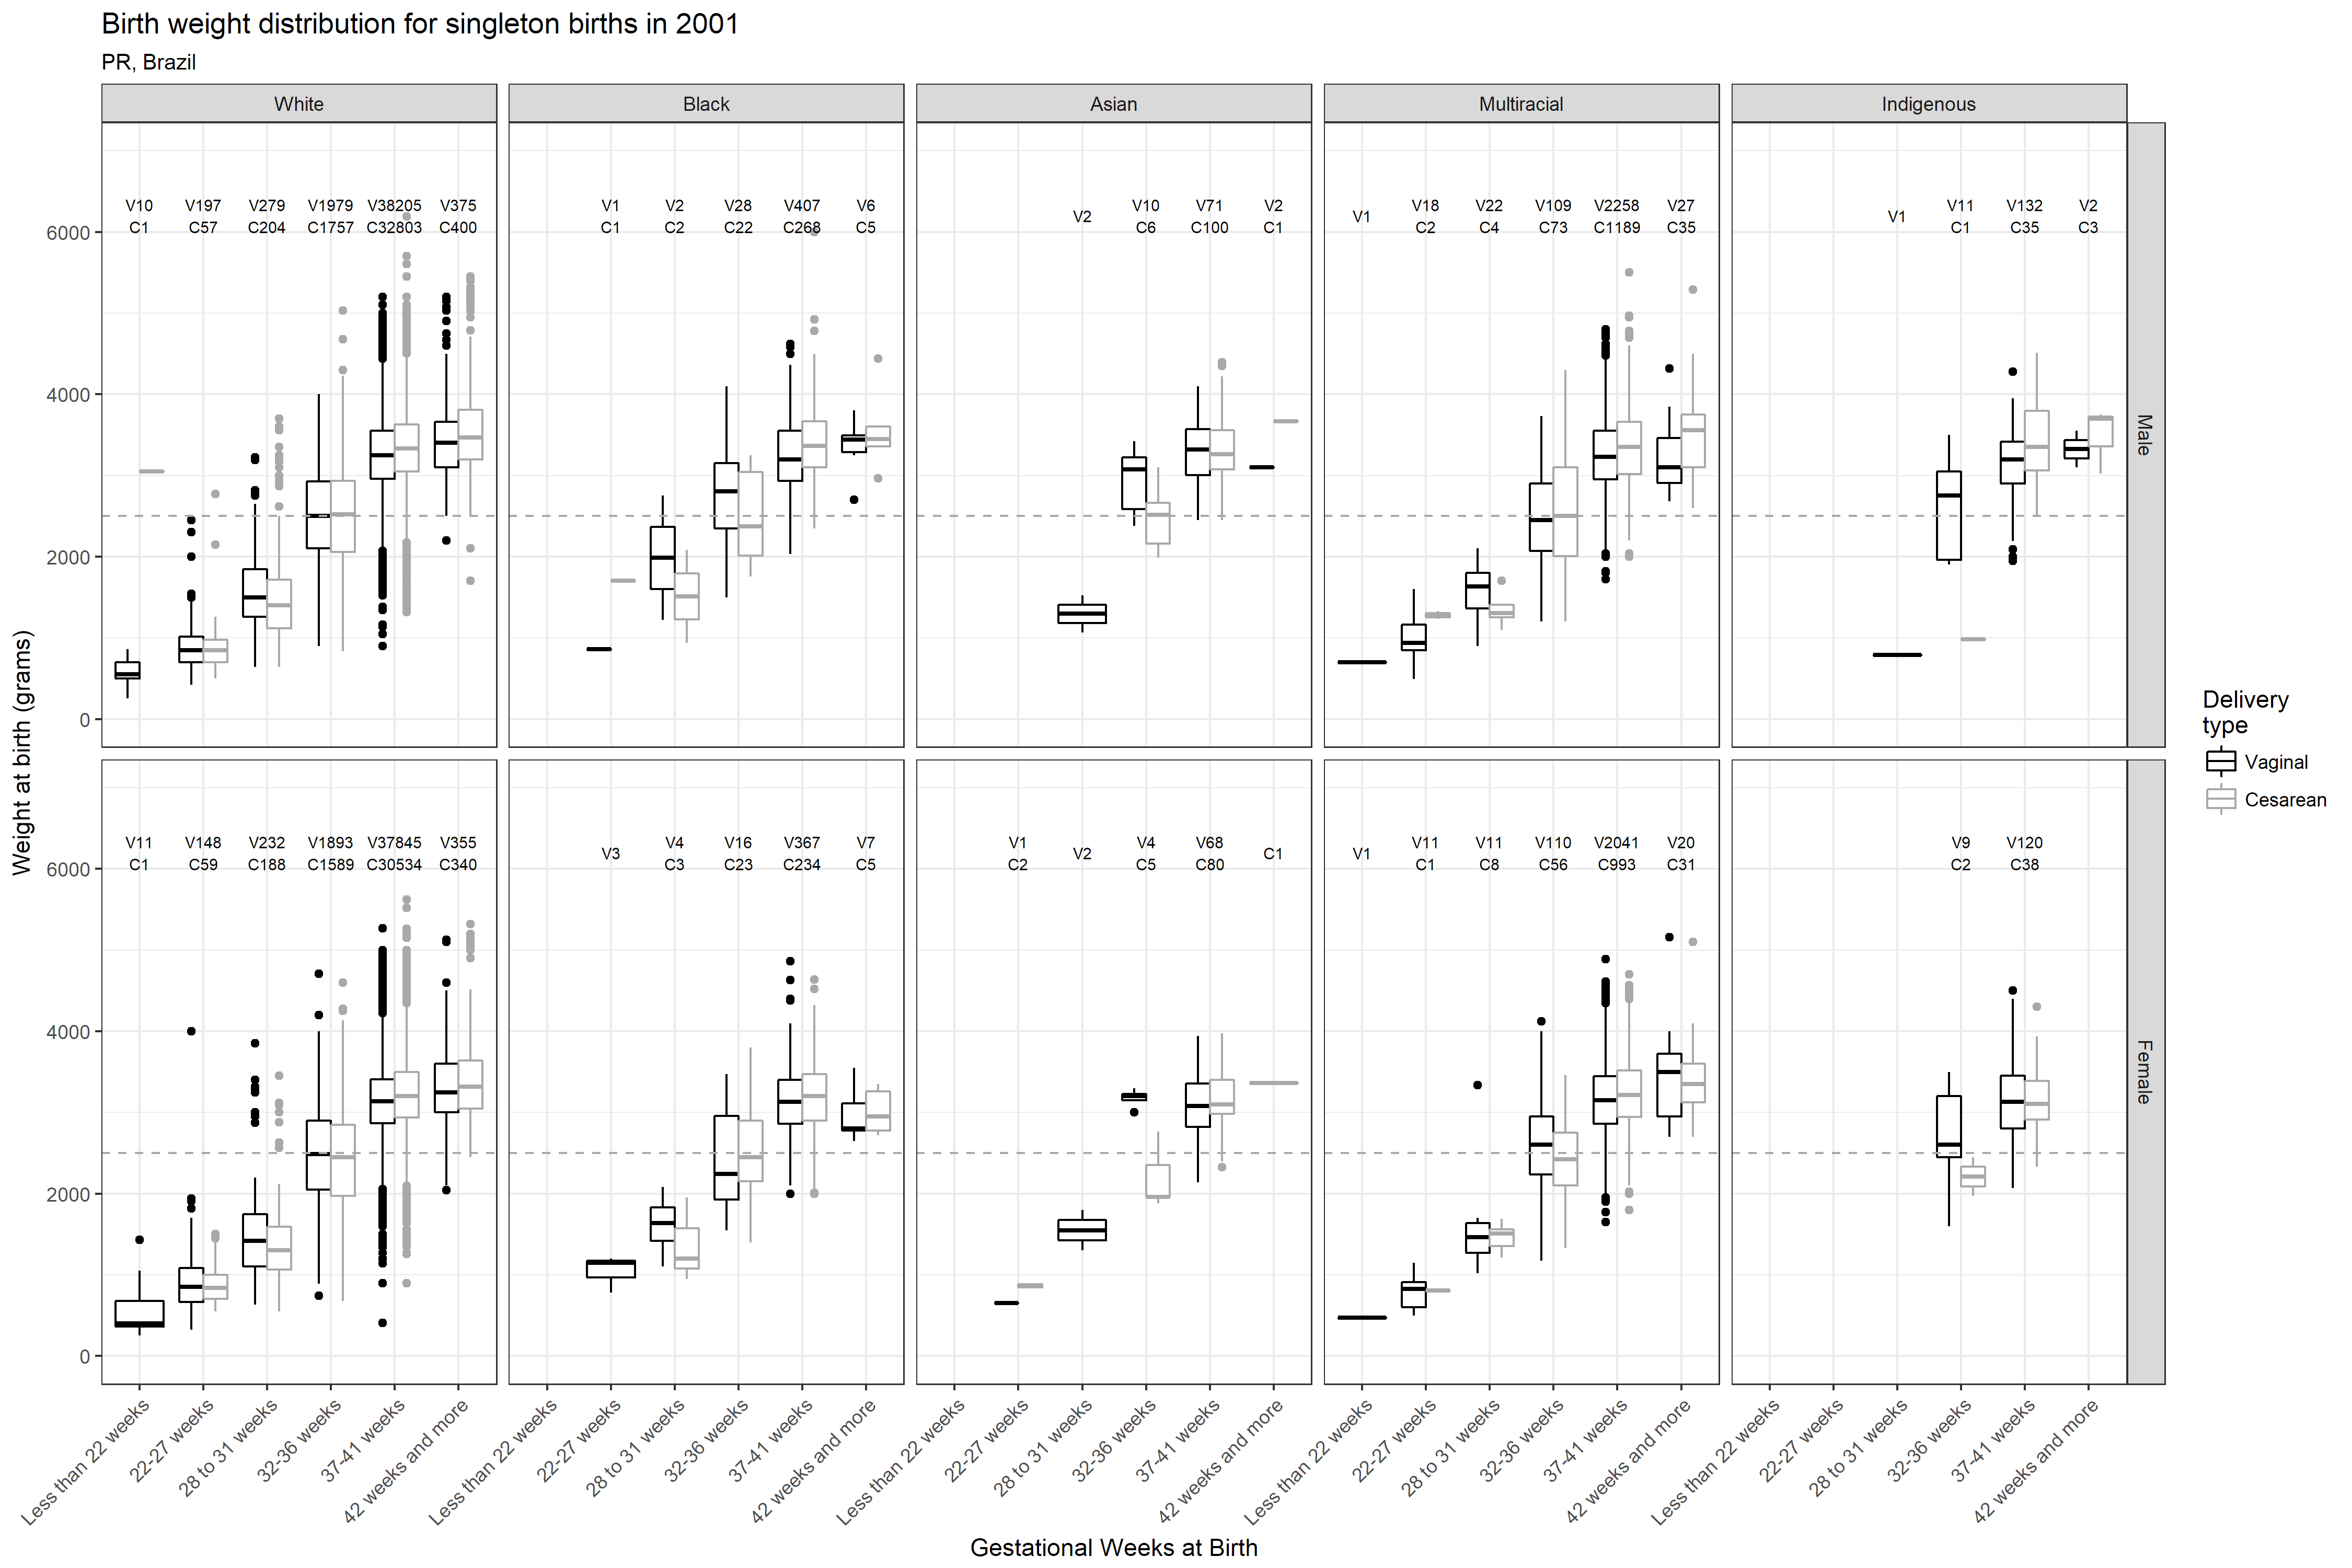 Birth weight distribution for singleton births in 2001
PR, Brazil
White Black Asian Multiracial Indigenous
V10 V197 V279 V1979 V38205 V375 V1 V2 V28 V407 V6 V2 V10 V71 V2 V1 V18 V22 V109 V2258 V27 V1 V11 V132 V2
C1 C57 C204 C1757 C32803 C400 C1 C2 C22 C268 C5 C6 C100 C1 C2 C4 C73 C1189 C35 C1 C35 C3
6000
4000
2000
0
Male
V11 V148 V232 V1893 V37845 V355 V3 V4 V16 V367 V7 V1 V2 V4 V68 C1 V1 V11 V11 V110 V2041 V20 V9 V120
C1 C59 C188 C1589 C30534 C340 C3 C23 C234 C5 C2 C5 C80 C1 C8 C56 C993 C31 C2 C38
6000
4000
2000
0
Female
Weight at birth (grams)
Less than 22 weeks 22-27 weeks 28 to 31 weeks 32-36 weeks 37-41 weeks 42 weeks and more
Less than 22 weeks 22-27 weeks 28 to 31 weeks 32-36 weeks 37-41 weeks 42 weeks and more
Less than 22 weeks 22-27 weeks 28 to 31 weeks 32-36 weeks 37-41 weeks 42 weeks and more
Less than 22 weeks 22-27 weeks 28 to 31 weeks 32-36 weeks 37-41 weeks 42 weeks and more
Less than 22 weeks 22-27 weeks 28 to 31 weeks 32-36 weeks 37-41 weeks 42 weeks and more
Gestational Weeks at Birth
Delivery
type
Vaginal
Cesarean